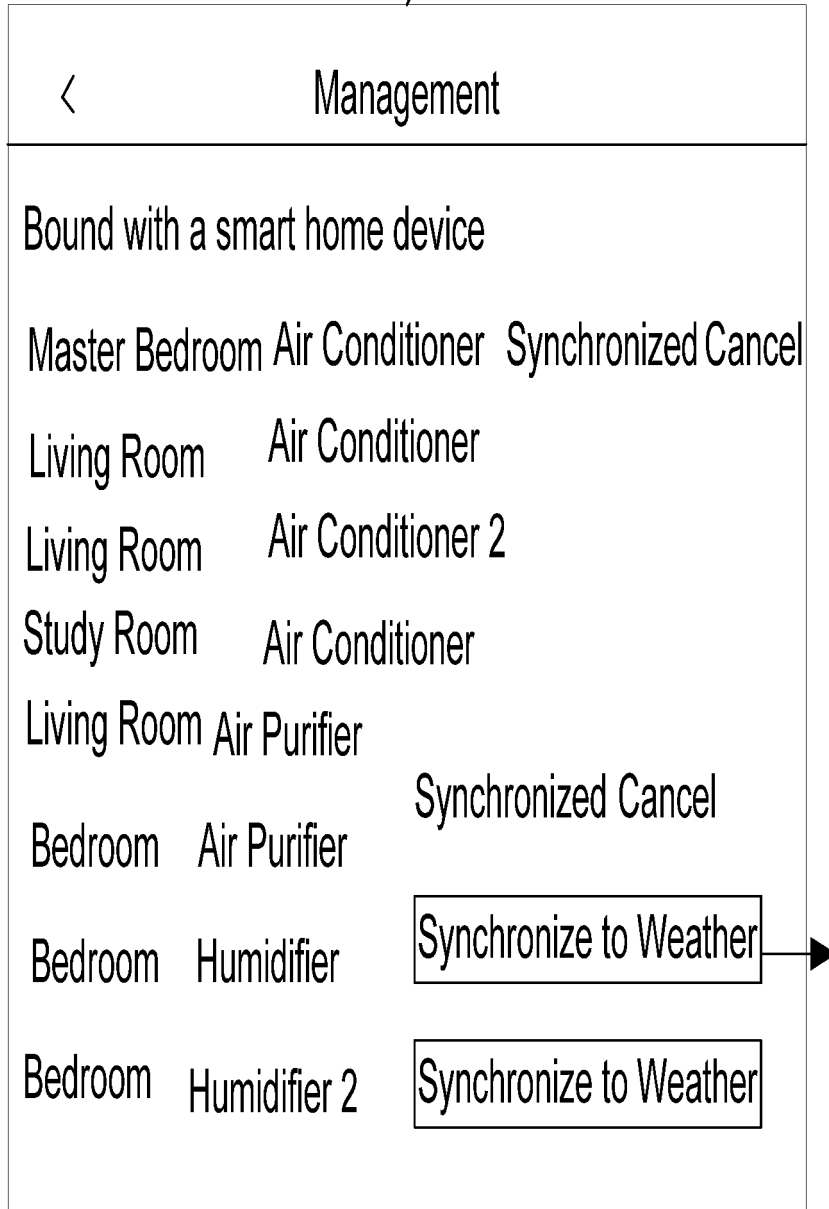 < Management
Bound with a smart home device
Master Bedroom Air Conditioner Synchronized Cancel
Living Room Air Conditioner
Living Room Air Conditioner 2
Study Room Air Conditioner
Living Room Air Purifier
Synchronized Cancel
Bedroom Air Purifier
Bedroom Humidifier Synchronize to Weather
Bedroom Humidifier 2 Synchronize to Weather